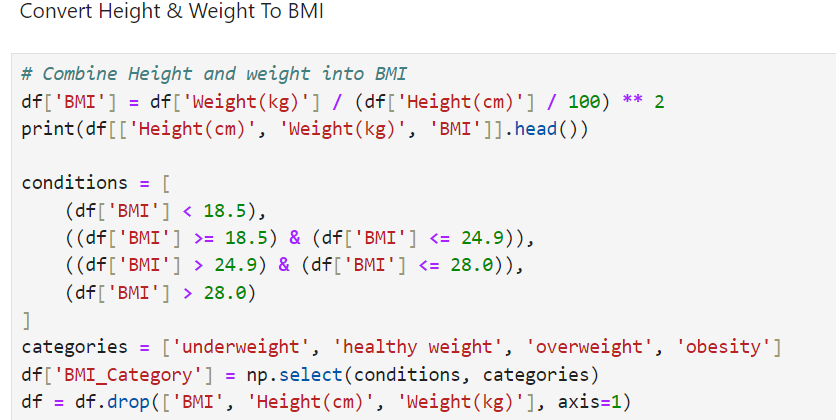 Convert Height & Weight To BMI
# Combine Height and weight into BMI
df['BMI'] = df['Weight(kg)'] / (df['Height(cm)'] / 100) ** 2
print(df[['Height(cm)', 'Weight(kg)', 'BMI']].head())
conditions = [
    (df['BMI'] < 18.5),
    ((df['BMI'] >= 18.5) & (df['BMI'] <= 24.9)),
    ((df['BMI'] > 24.9) & (df['BMI'] <= 28.0)),
    (df['BMI'] > 28.0)
]
categories = ['underweight', 'healthy weight', 'overweight', 'obesity']
df['BMI_Category'] = np.select(conditions, categories)
df = df.drop(['BMI', 'Height(cm)', 'Weight(kg)'], axis=1)